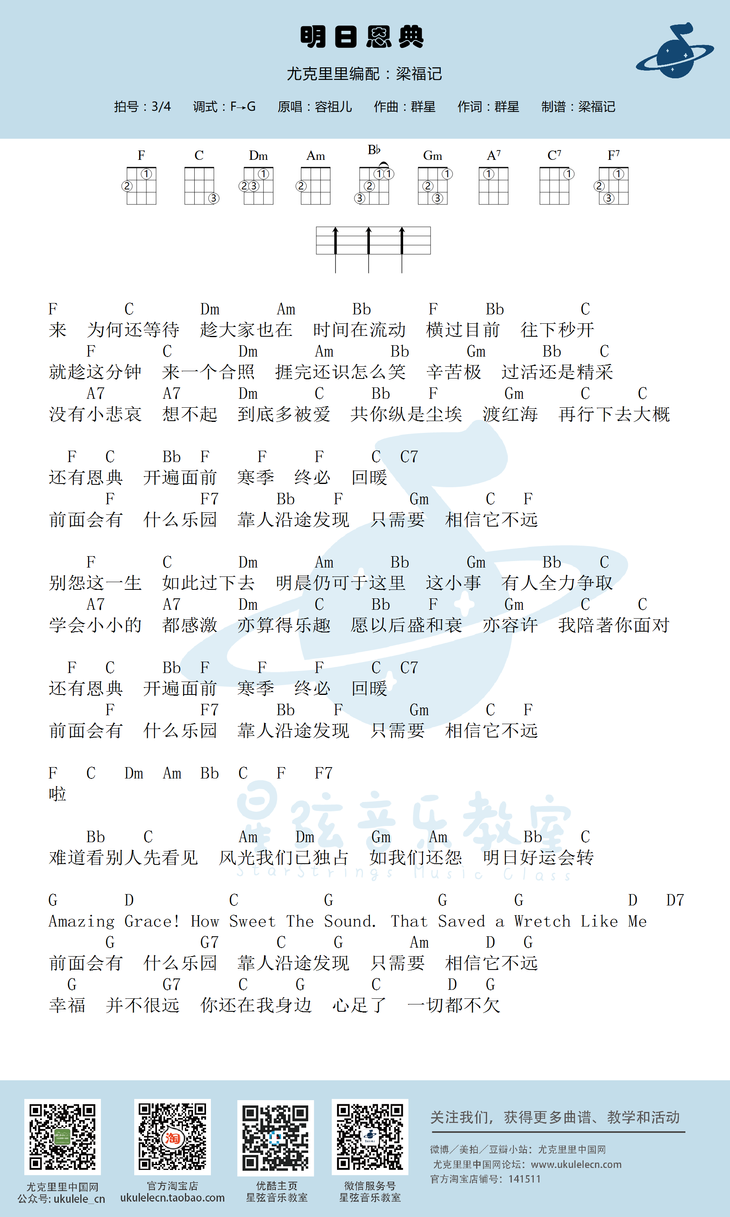 明日恩典
尤克里里编配：梁福记
拍号：3/4 调式：F→G 原唱：容祖儿 作曲：群星 作词：群星 制谱：梁福记
F C Dm Am B♭ Gm A7 C7 F7
1 1 1 B♭ 1 1 1 1 1 1
2 2 3 2 2 2 2
3 3 3 3
F C Dm Am Bb F Bb C
来 为何还等待 趁大家也在 时间在流动 横过目前 往下秒开
F C Dm Am Bb Gm Bb C
就趁这分钟 来一个合照 捱完还识怎么笑 辛苦极 过活还是精采
A7 A7 Dm C Bb F Gm C C
没有小悲哀 想不起 到底多被爱 共你纵是尘埃 渡红海 再行下去大概
F C Bb F F F C C7
还有恩典 开遍面前 寒季 终必 回暖
F F7 Bb F Gm C F
前面会有 什么乐园 靠人沿途发现 只需要 相信它不远
F C Dm Am Bb Gm Bb C
别怨这一生 如此过下去 明晨仍可于这里 这小事 有人全力争取
A7 A7 Dm C Bb F Gm C C
学会小小的 都感激 亦算得乐趣 愿以后盛和衰 亦容许 我陪著你面对
F C Bb F F F C C7
还有恩典 开遍面前 寒季 终必 回暖
F F7 Bb F Gm C F
前面会有 什么乐园 靠人沿途发现 只需要 相信它不远
F C Dm Am Bb C F F7
啦
星弦音乐教室
StarStrings Music Class
Bb C Am Dm Gm Am Bb C
难道看别人先看见 风光我们已独占 如我们还怨 明日好运会转
G D C G G G D D7
Amazing Grace! How Sweet The Sound. That Saved a Wretch Like Me
G G7 C G Am D G
前面会有 什么乐园 靠人沿途发现 只需要 相信它不远
G G7 C G C D G
幸福 并不很远 你还在我身边 心足了 一切都不欠
尤克里里中国网
公众号: ukulele_cn
淘
官方淘宝店
ukulelecn.taobao.com
优酷主页
星弦音乐教室
微信服务号
星弦音乐教室
关注我们，获得更多曲谱、教学和活动
微博／美拍／豆瓣小站：尤克里里中国网
尤克里里中国网论坛：www.ukulelecn.com
官方淘宝店铺号：141511